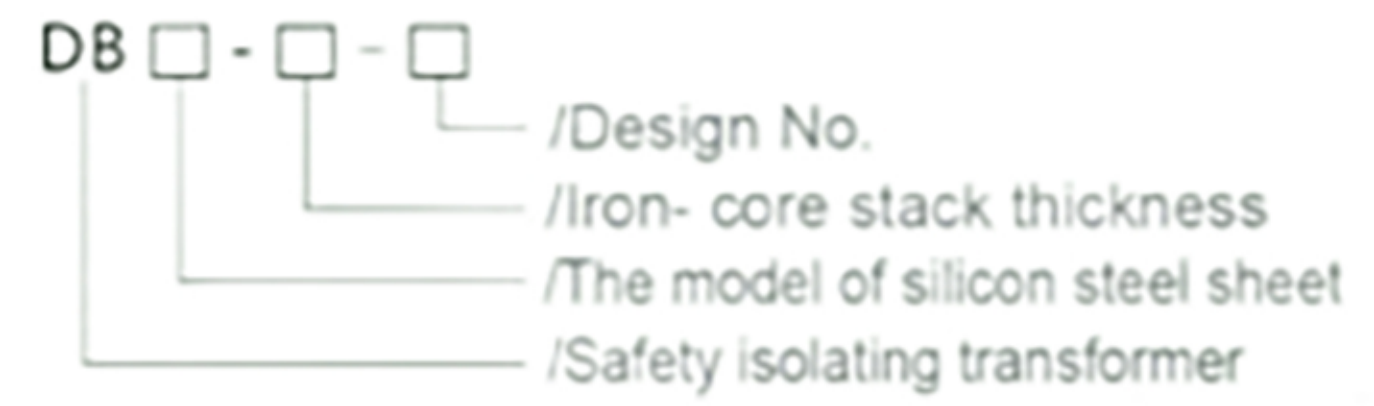 DB □ - □ - □
/Design No.
/Iron- core stack thickness
/The model of silicon steel sheet
/Safety isolating transformer